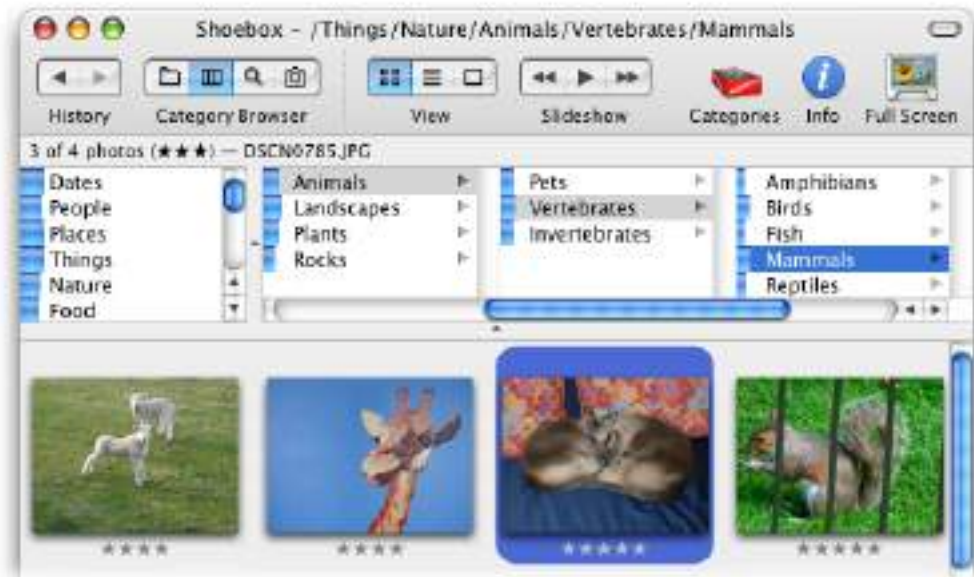 Shoebox – /Things/Nature/Animals/Vertebrates/Mammals
History Category Browser View Slideshow Categories Info Full Screen
3 of 4 photos (★★★) — DSCN0785.JPG
Dates
People
Places
Things
Nature
Food
Animals
Landscapes
Plants
Rocks
Pets
Vertebrates
Invertebrates
Amphibians
Birds
Fish
Mammals
Reptiles